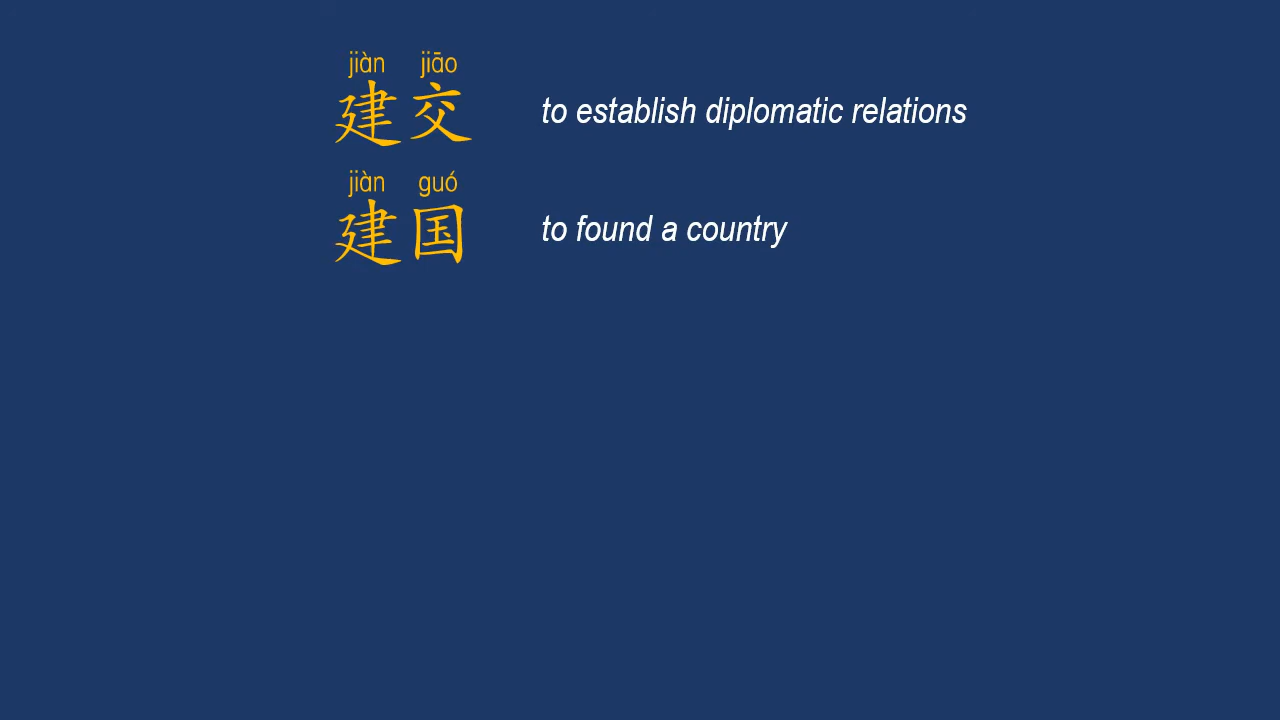 jiàn jiāo
建交 to establish diplomatic relations
jiàn guó
建国 to found a country